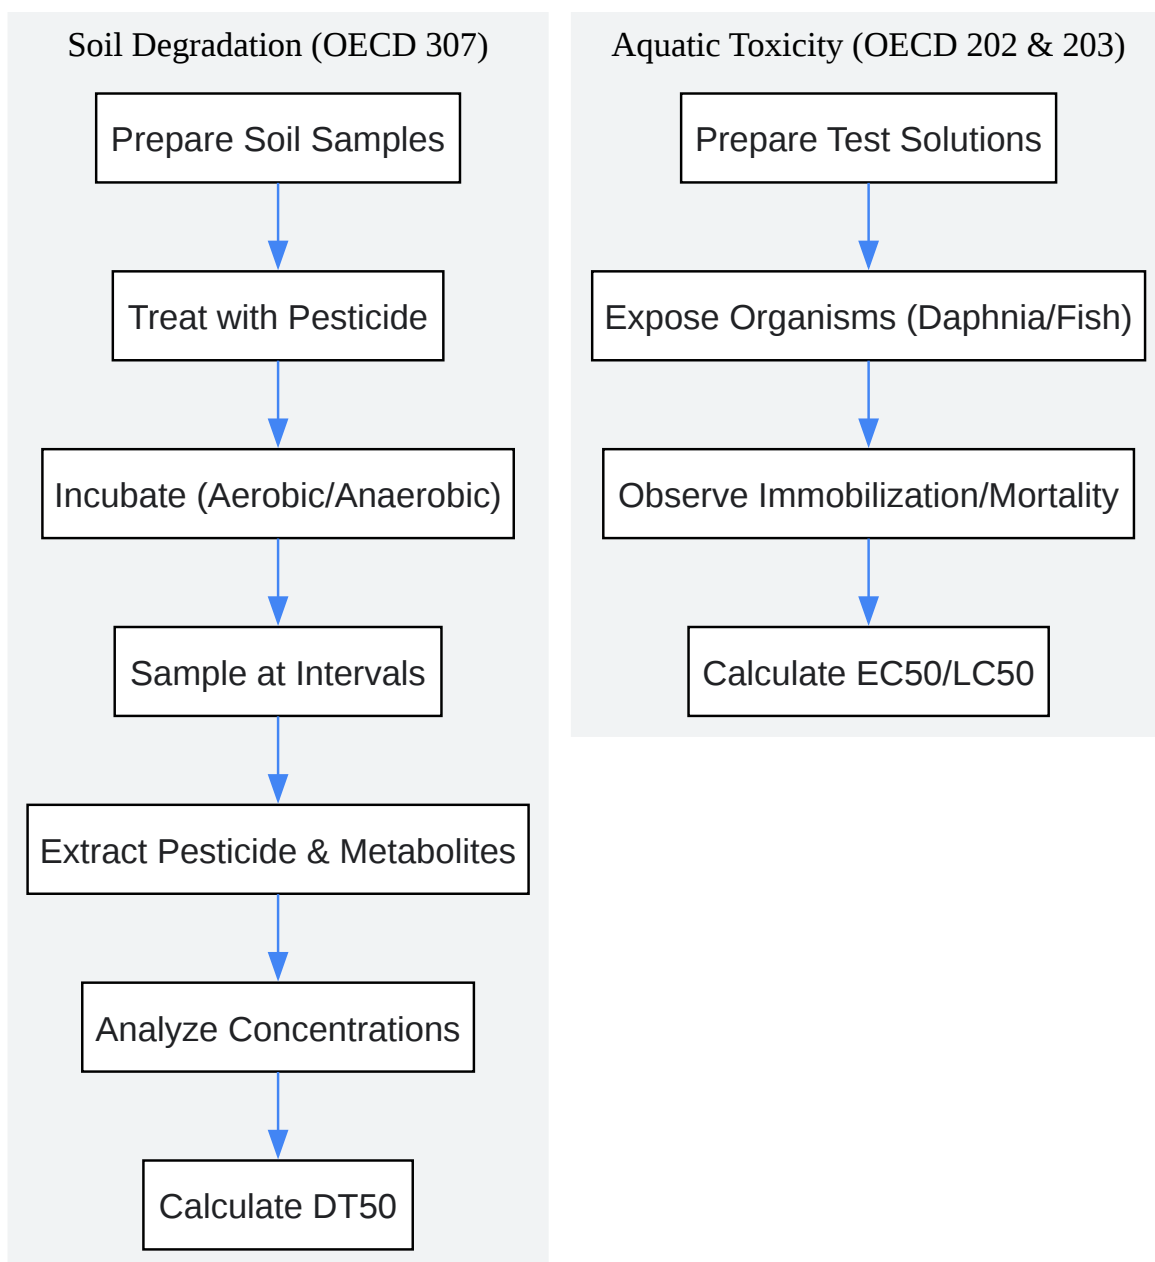 Soil Degradation (OECD 307)
Prepare Soil Samples
Treat with Pesticide
Incubate (Aerobic/Anaerobic)
Sample at Intervals
Extract Pesticide & Metabolites
Analyze Concentrations
Calculate DT50
Aquatic Toxicity (OECD 202 & 203)
Prepare Test Solutions
Expose Organisms (Daphnia/Fish)
Observe Immobilization/Mortality
Calculate EC50/LC50